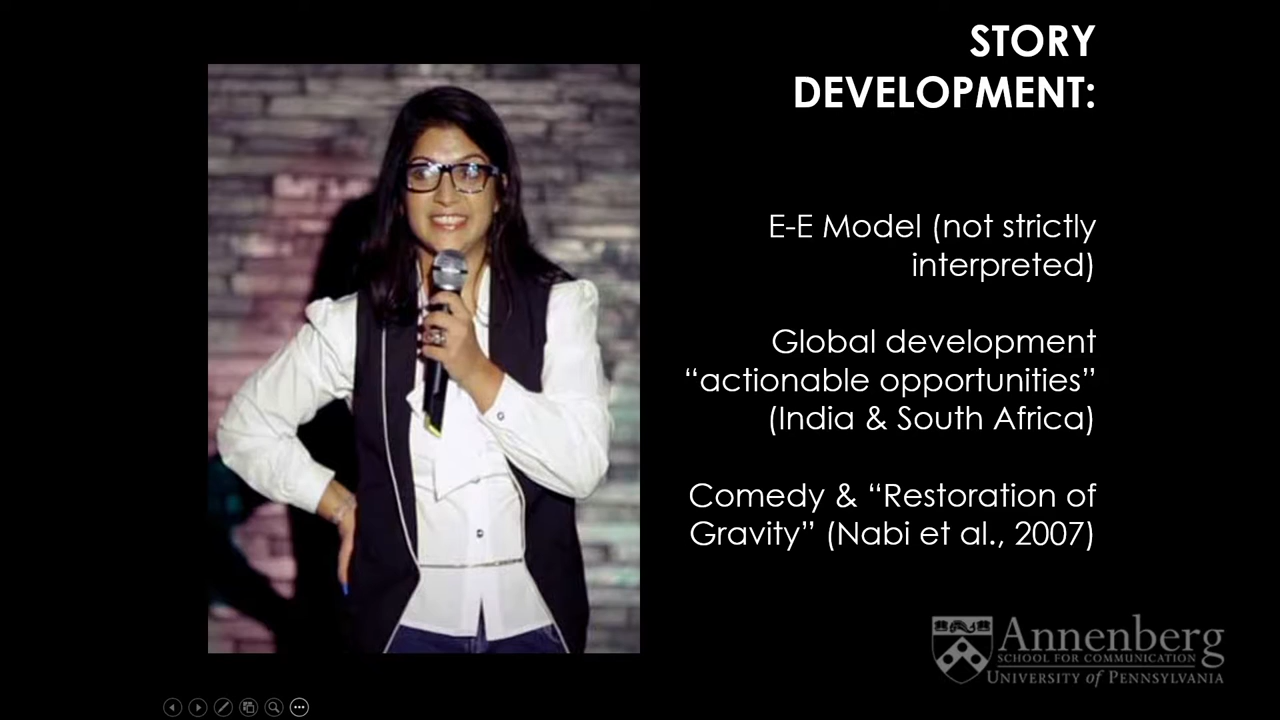 STORY
DEVELOPMENT:
E-E Model (not strictly
interpreted)
Global development
“actionable opportunities”
(India & South Africa)
Comedy & “Restoration of
Gravity” (Nabi et al., 2007)
Annenberg
SCHOOL FOR COMMUNICATION
UNIVERSITY of PENNSYLVANIA